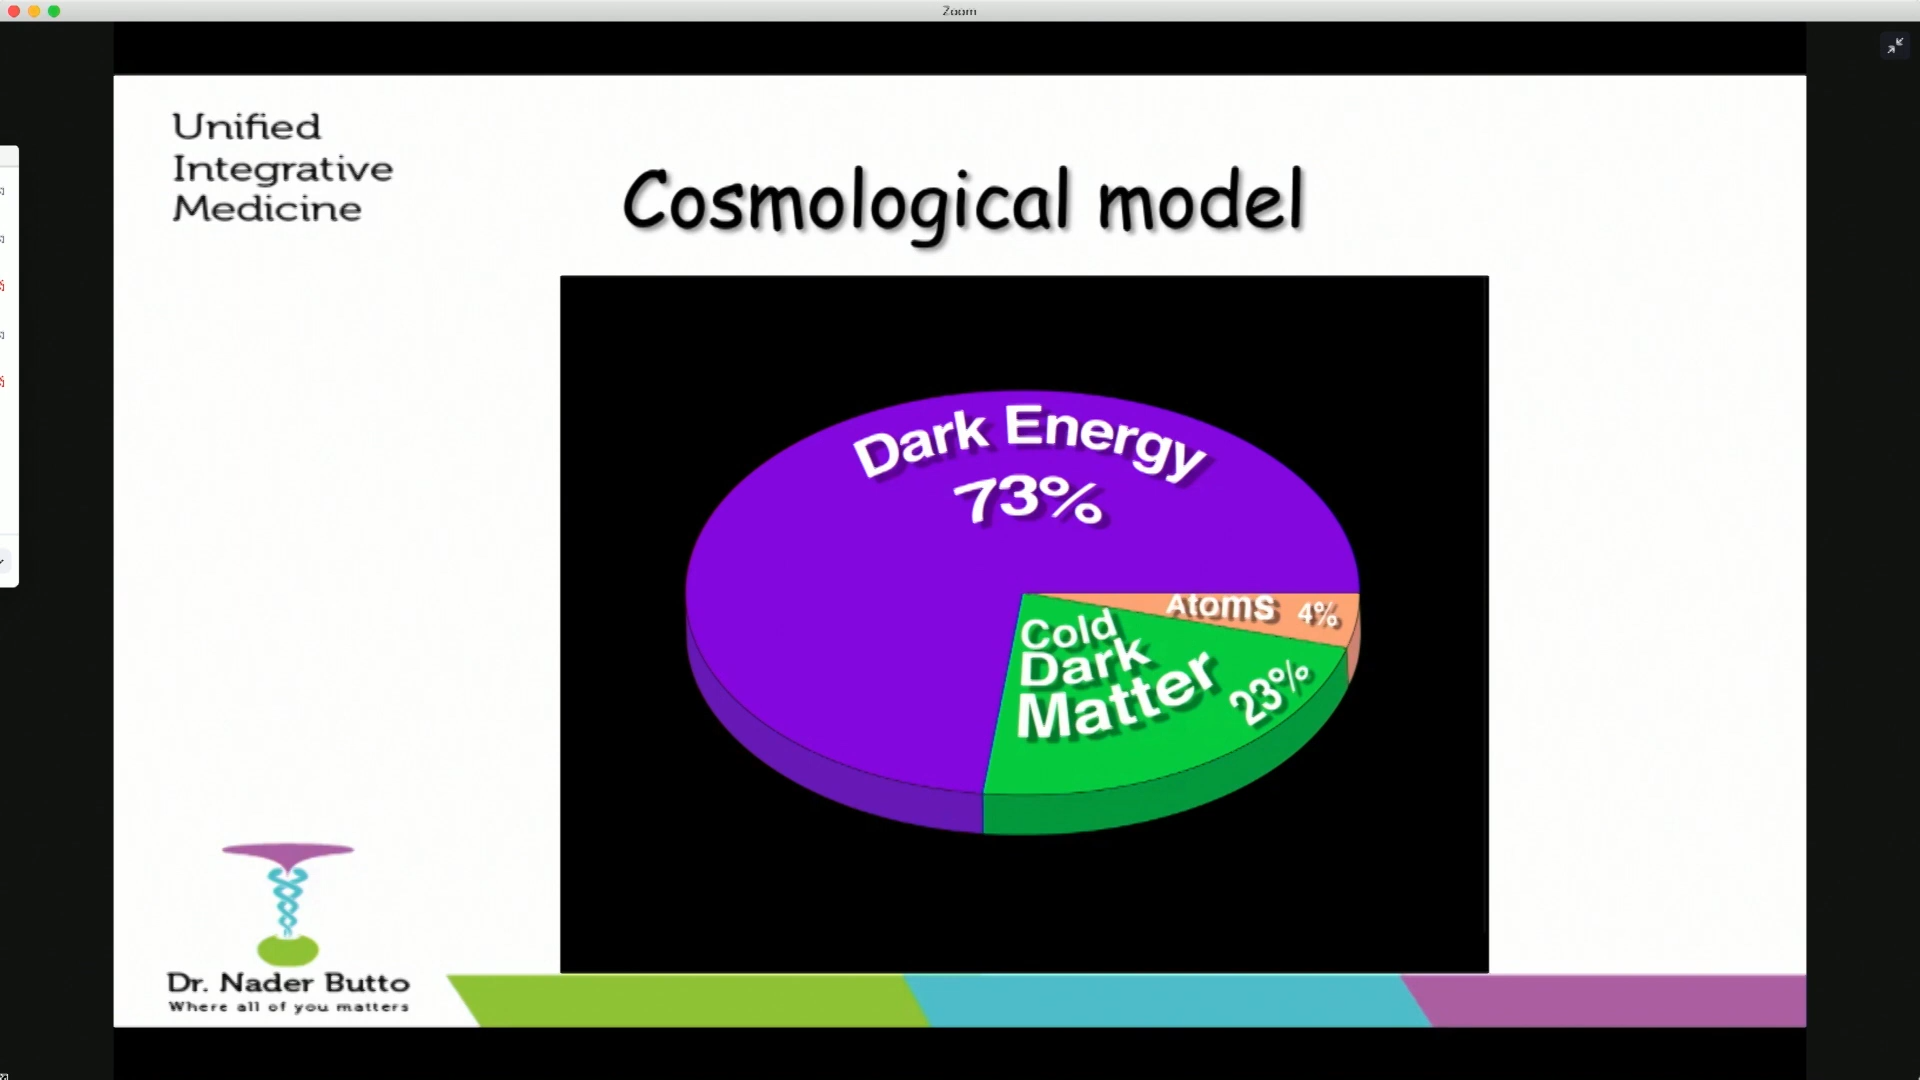 Zoom
Unified
Integrative
Medicine
Cosmological model
Dark Energy
73%
Atoms 4%
Cold
Dark
Matter
23%
Dr. Nader Butto
Where all of you matters